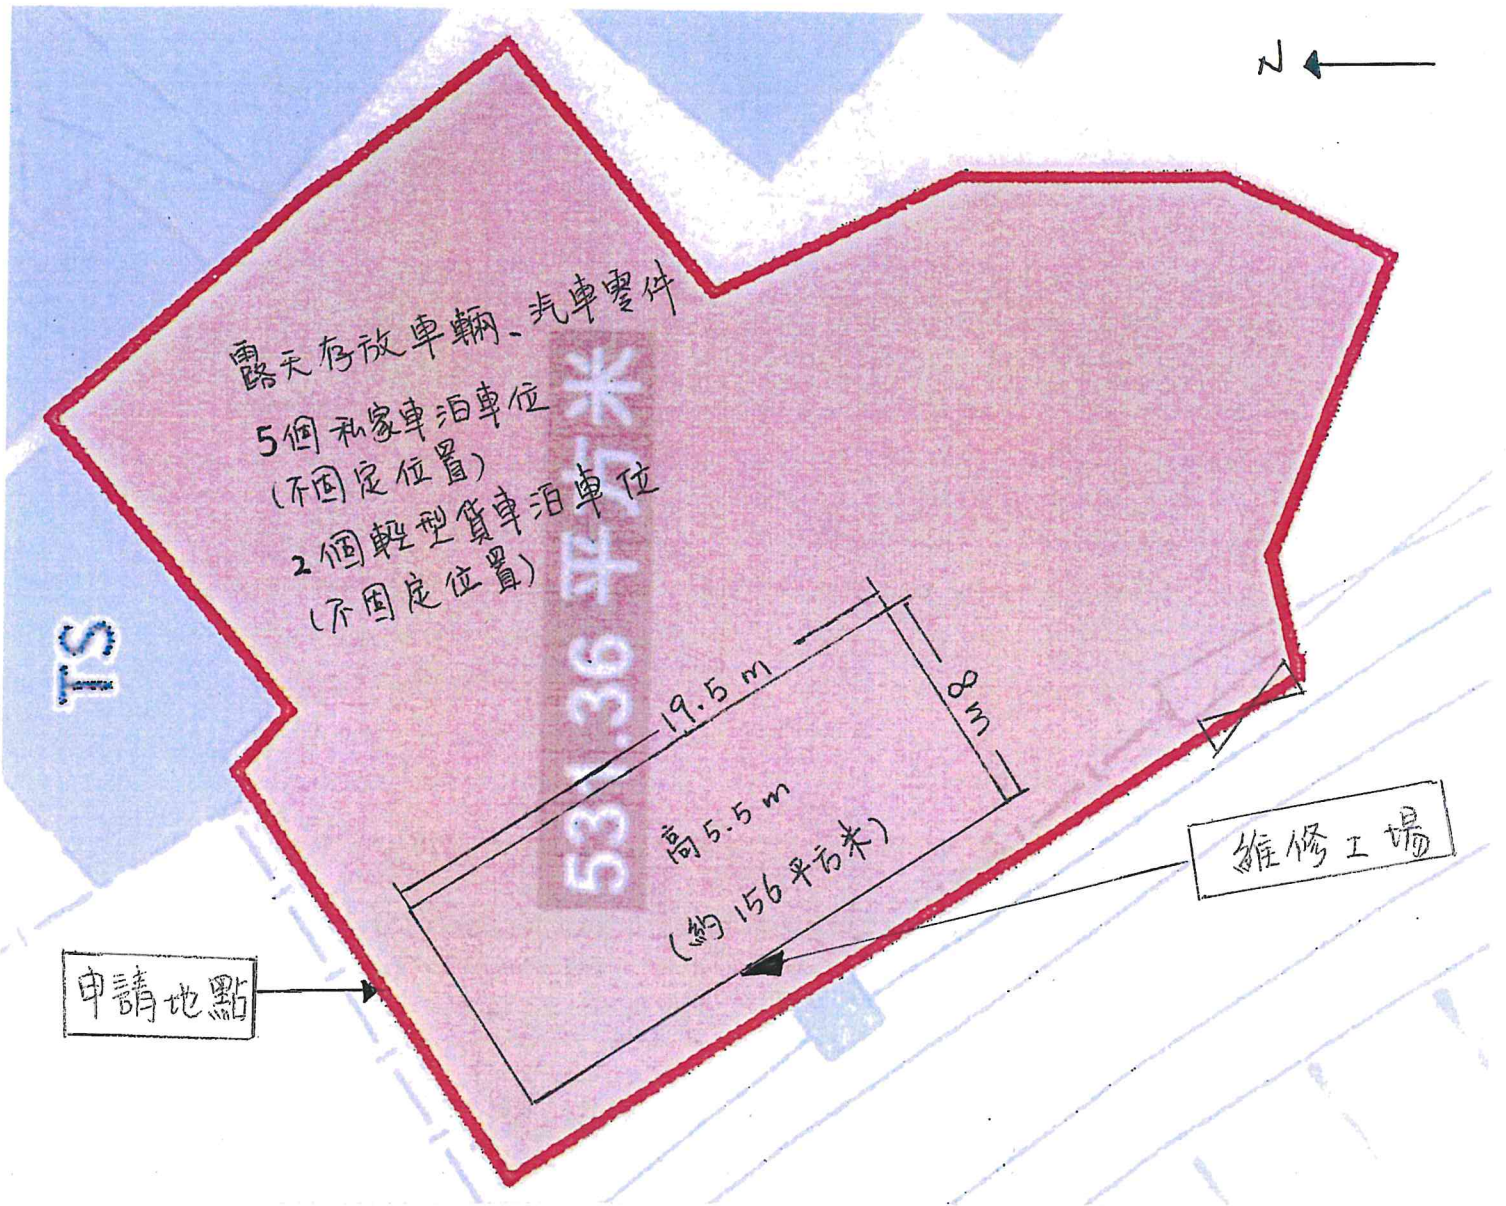 N
露天存放車輛、汽車零件
5個私家車泊車位
(不固定位置)
2個輕型貨車泊車位
(不固定位置)
531.36 平方米
TS
19.5 m
8 m
高 5.5 m
(約 156 平方米)
維修工場
申請地點